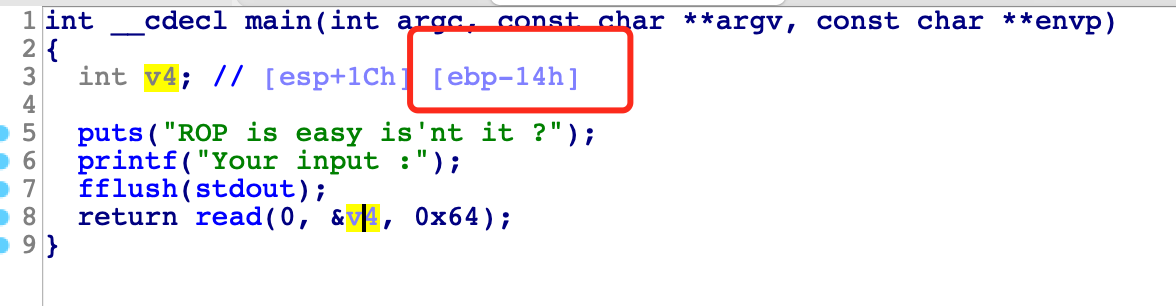 1 int __cdecl main(int argc, const char **argv, const char **envp)
2 {
3 int v4; // [esp+1Ch] [ebp-14h]
4
5 puts("ROP is easy is'nt it ?");
6 printf("Your input :");
7 fflush(stdout);
8 return read(0, &v4, 0x64);
9 }